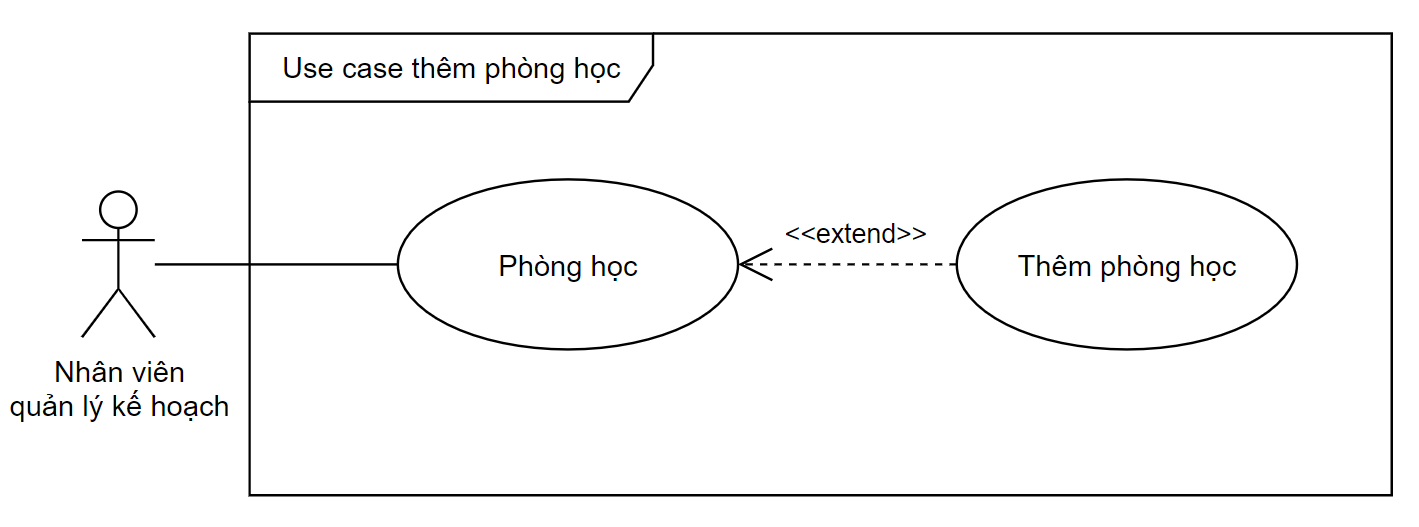 Use case thêm phòng học
<<extend>>
Phòng học
Thêm phòng học
Nhân viên
quản lý kế hoạch